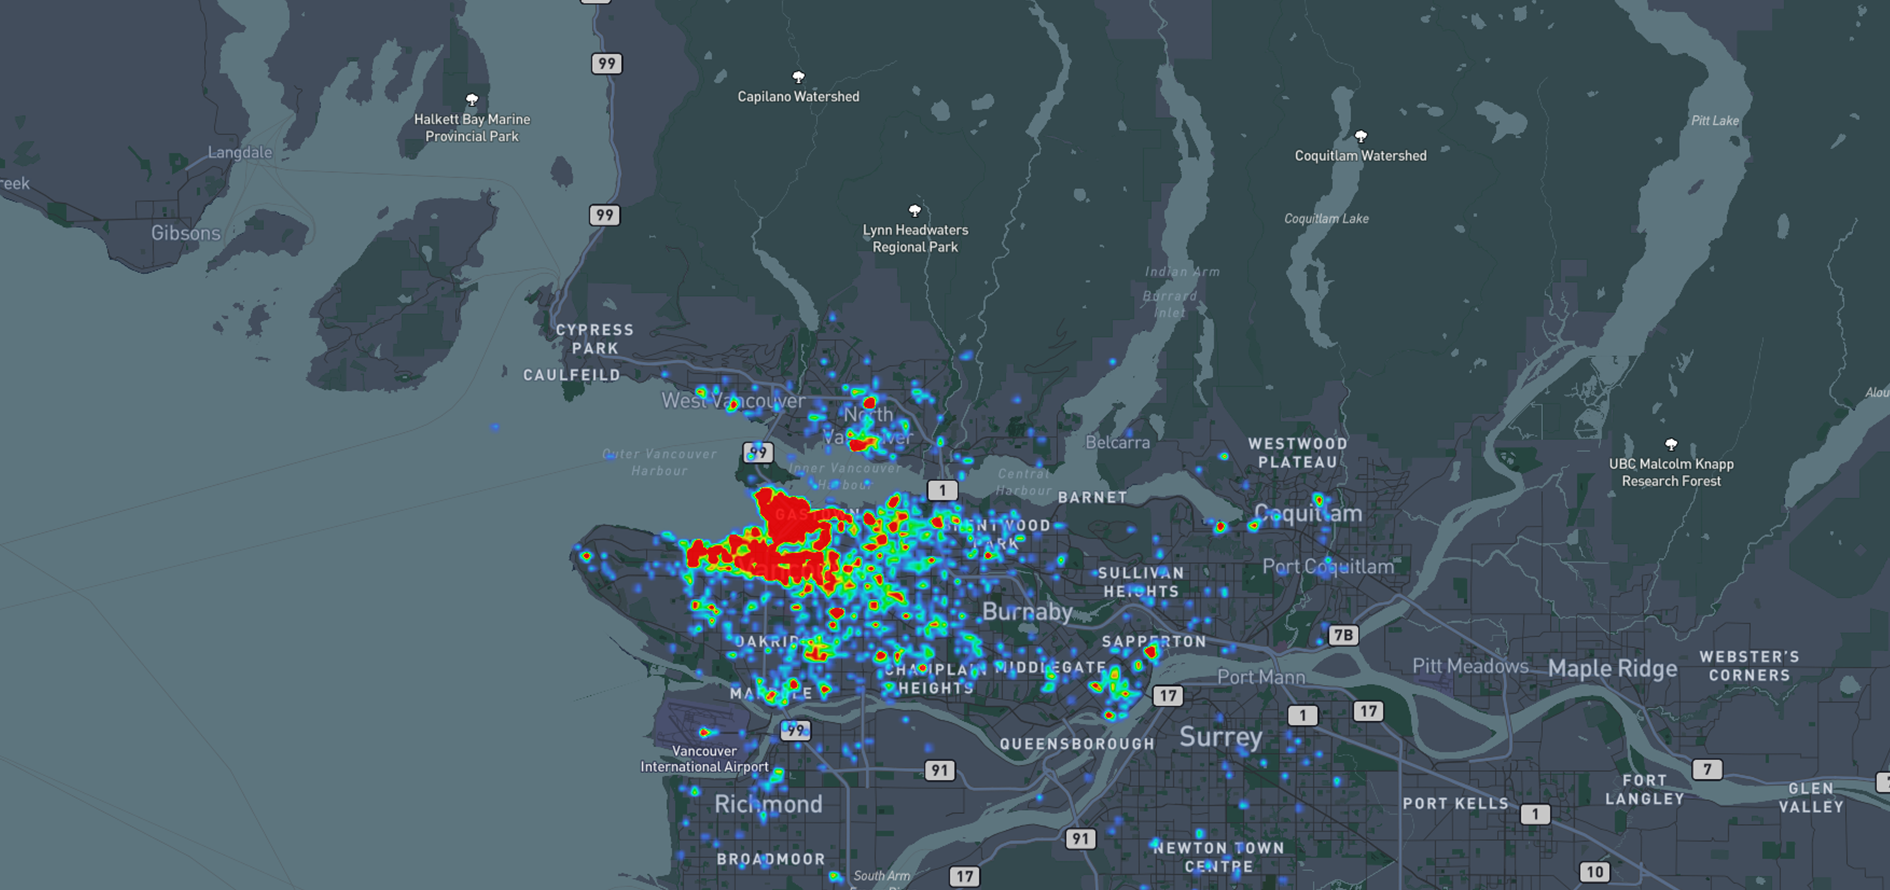 99
Capilano Watershed
Halkett Bay Marine
Provincial Park
Pitt Lake
Langdale
Coquitlam Watershed
reek
99
Coquitlam Lake
Gibsons
Lynn Headwaters
Regional Park
Indian Arm
Burrard
Inlet
CYPRESS
PARK
CAULFEILD
Alou
West Vancouver
North
Vancouver
Belcarra
WESTWOOD
PLATEAU
99
Outer Vancouver
Harbour
Inner Vancouver
Harbour
Central
Harbour
UBC Malcolm Knapp
Research Forest
1
BARNET
GASTOWN
Coquitlam
BRENTWOOD
PARK
Port Coquitlam
SULLIVAN
HEIGHTS
Burnaby
7B
OAKRID
SAPPERTON
CHAMPLAIN
HEIGHTS
MIDDLEGATE
Port Mann
Pitt Meadows
Maple Ridge
WEBSTER'S
CORNERS
MARPOLE
17
1
17
99
Vancouver
International Airport
QUEENSBOROUGH
Surrey
91
7
7
FORT
LANGLEY
GLEN
VALLEY
Richmond
PORT KELLS
1
91
BROADMOOR
NEWTON TOWN
CENTRE
17
South Arm
10